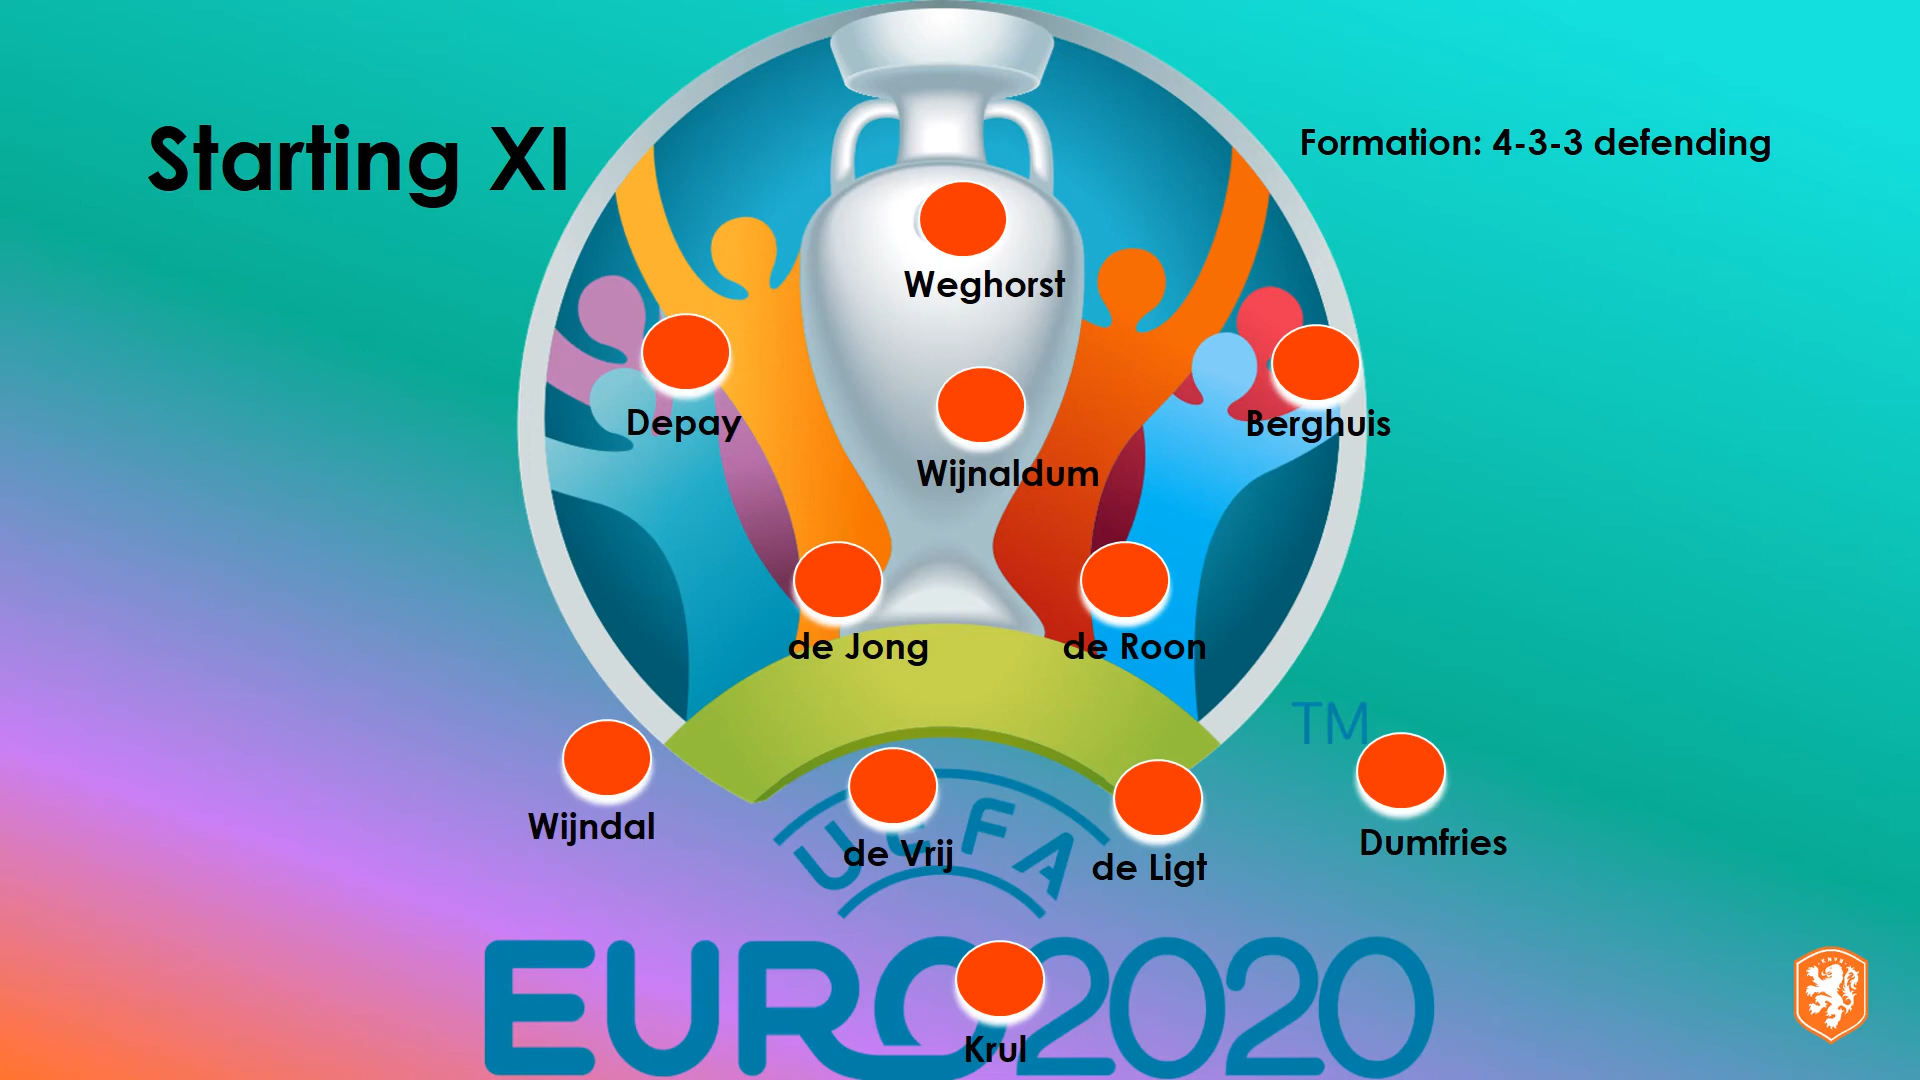 Starting XI
Formation: 4-3-3 defending
Weghorst
Depay
Berghuis
Wijnaldum
de Jong
de Roon
TM
Wijndal
de Vrij
de Ligt
Dumfries
UEFA
EURO2020
Krul
KNVB